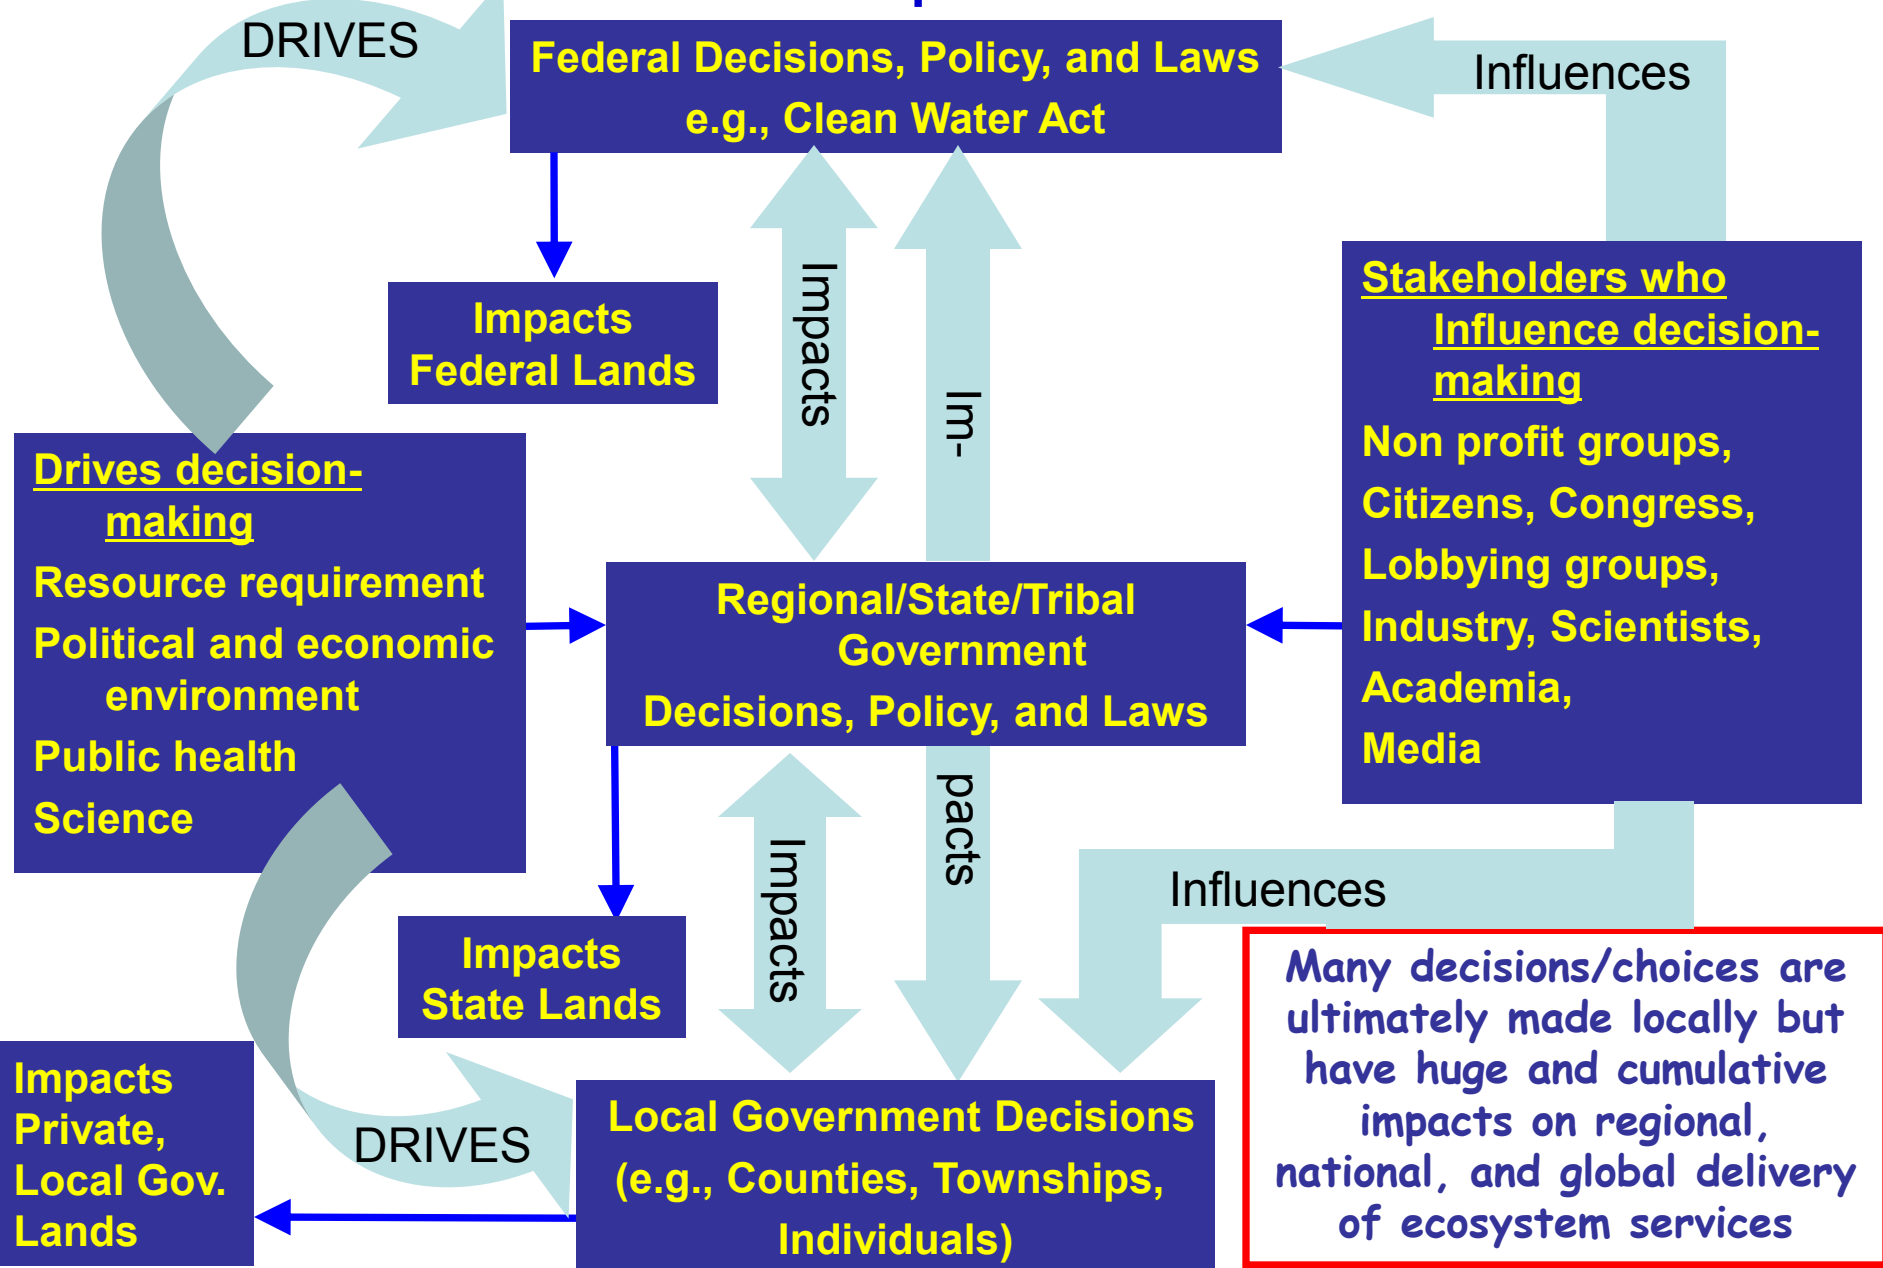 DRIVES
Federal Decisions, Policy, and Laws
e.g., Clean Water Act
Influences
Impacts
Federal Lands
Impacts
Im-
Stakeholders who
Influence decision-
making
Non profit groups,
Citizens, Congress,
Lobbying groups,
Industry, Scientists,
Academia,
Media
Drives decision-
making
Resource requirement
Political and economic
environment
Public health
Science
Regional/State/Tribal
Government
Decisions, Policy, and Laws
pacts
Impacts
Influences
Impacts
State Lands
Many decisions/choices are
ultimately made locally but
have huge and cumulative
impacts on regional,
national, and global delivery
of ecosystem services
Impacts
Private,
Local Gov.
Lands
DRIVES
Local Government Decisions
(e.g., Counties, Townships,
Individuals)